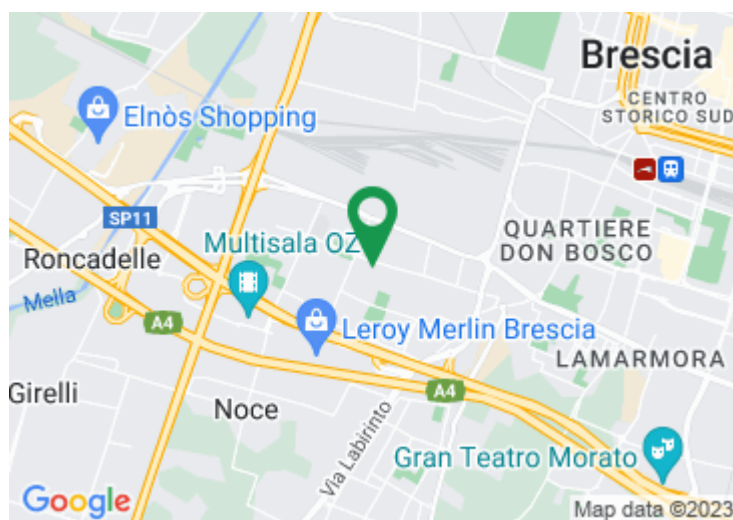 Brescia
CENTRO
STORICO SUD
Elnòs Shopping
SP11
QUARTIERE
DON BOSCO
Roncadelle
Multisala OZ
Mella
A4
Leroy Merlin Brescia
LAMARMORA
A4
Girelli
Noce
Via Labirinto
Gran Teatro Morato
Google
Map data ©2023